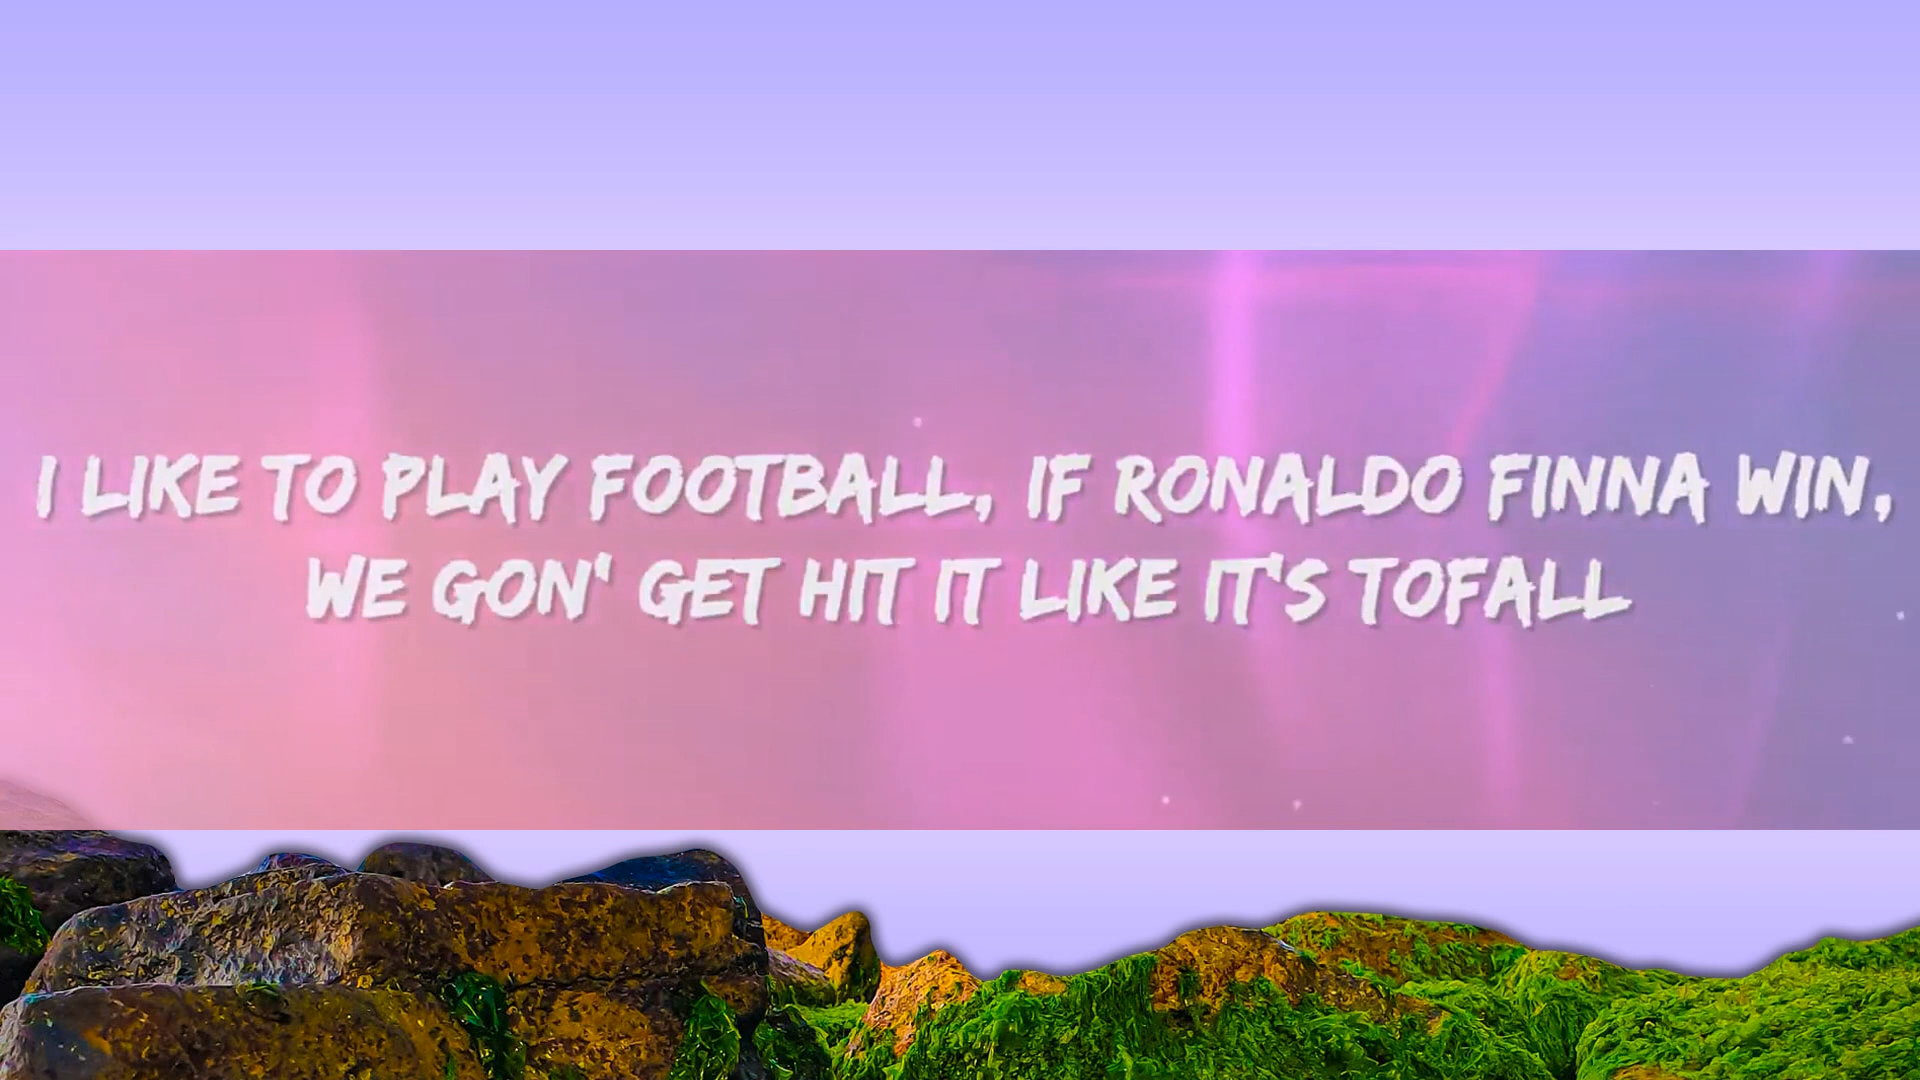 I LIKE TO PLAY FOOTBALL, IF RONALDO FINNA WIN,
WE GON' GET HIT IT LIKE IT'S TOFALL